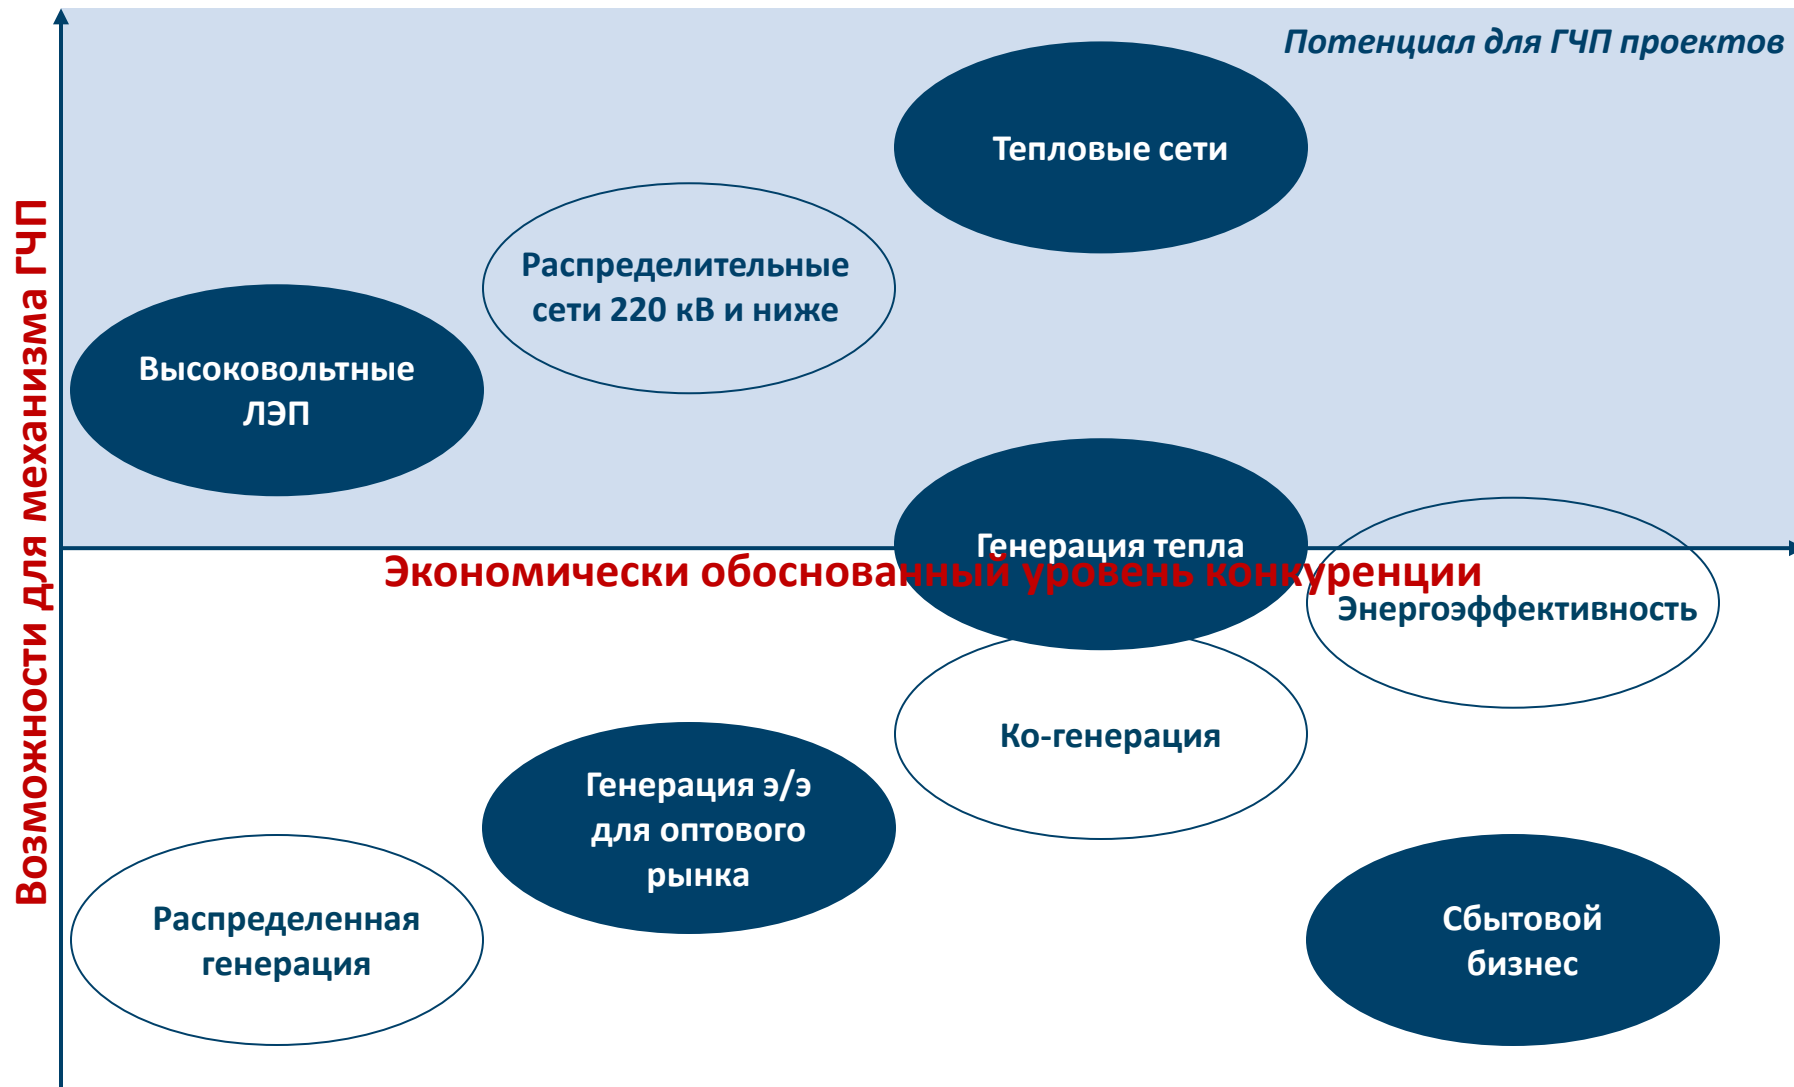 Потенциал для ГЧП проектов
Тепловые сети
Распределительные
сети 220 кВ и ниже
Высоковольтные
ЛЭП
Возможности для механизма ГЧП
Генерация тепла
Экономически обоснованный уровень конкуренции
Энергоэффективность
Ко-генерация
Генерация э/э
для оптового
рынка
Распределенная
генерация
Сбытовой
бизнес